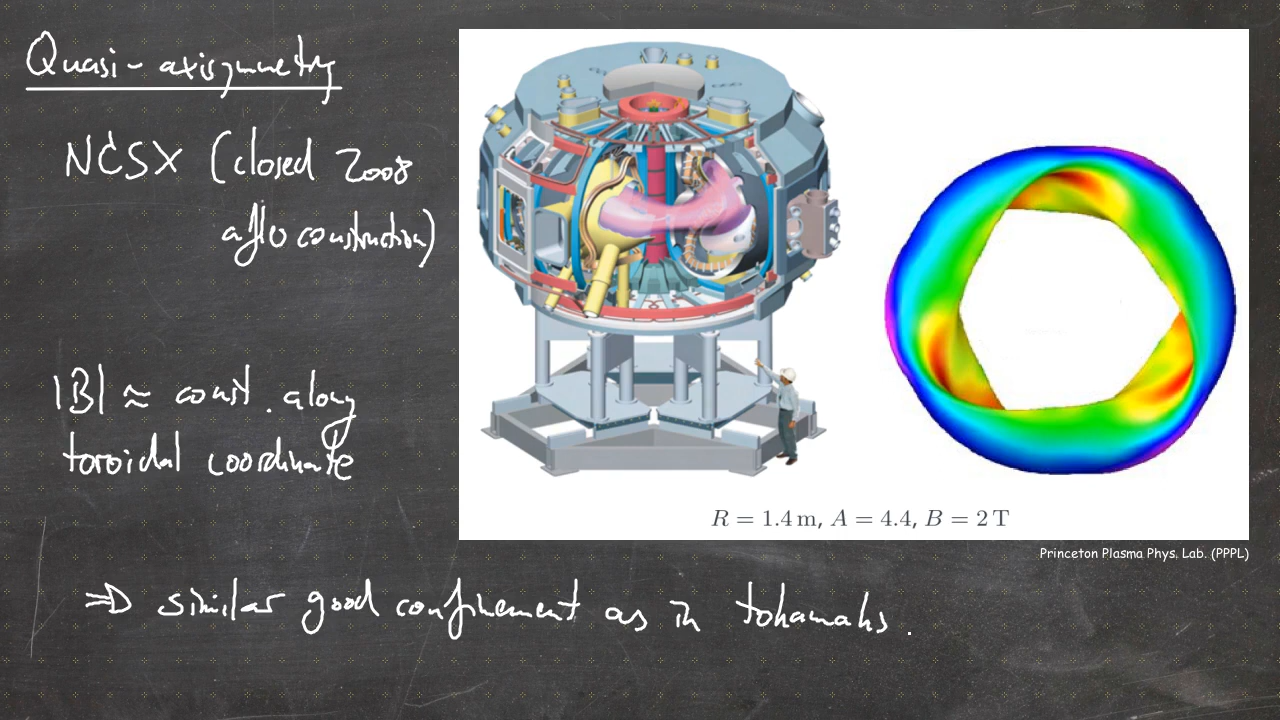 Quasi-axisymmetry
NCSX (closed 2008
after construction)
|B| ≈ const. along
toroidal coordinate
R = 1.4 m, A = 4.4, B = 2 T
Princeton Plasma Phys. Lab. (PPPL)
⇒ similar good confinement as in tokamaks.